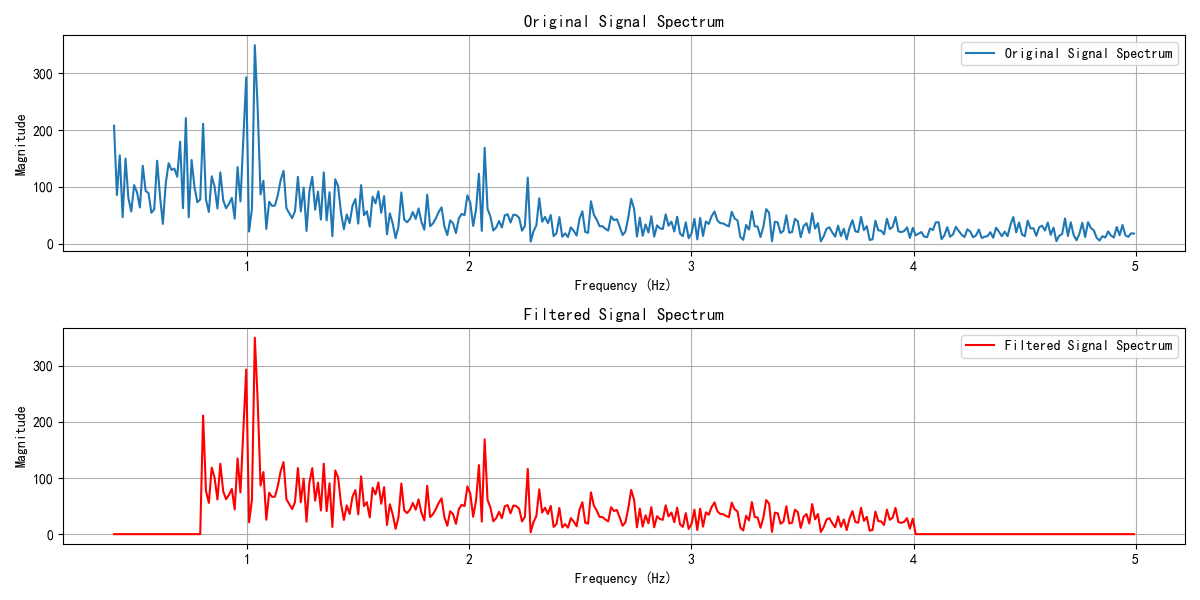 Original Signal Spectrum
Original Signal Spectrum
Magnitude
300
200
100
0
1
2
3
4
5
Frequency (Hz)
Filtered Signal Spectrum
Filtered Signal Spectrum
Magnitude
300
200
100
0
1
2
3
4
5
Frequency (Hz)